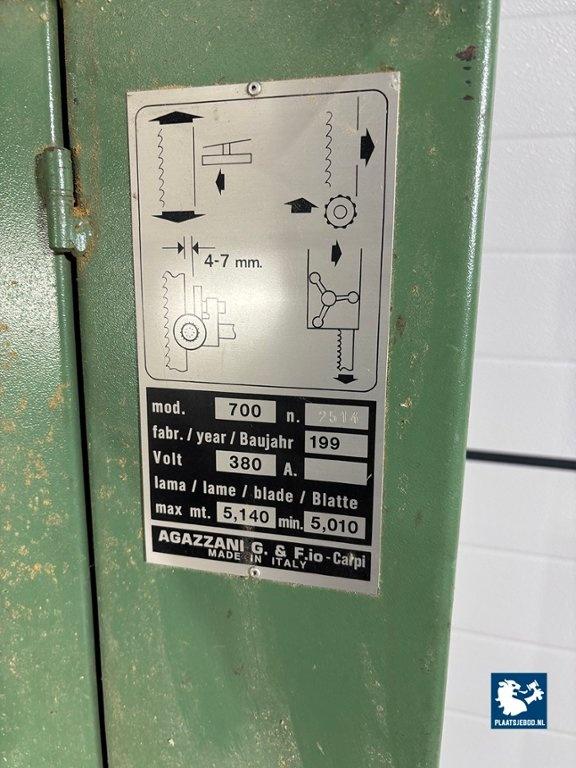 4-7 mm.
mod. 700 n. 2514
fabr. / year / Baujahr 199
Volt 380 A.
lama / lame / blade / Blatte
max mt. 5,140 min. 5,010
AGAZZANI G. & F.io - Carpi
MADE IN ITALY
PLAATSJEBOD.NL